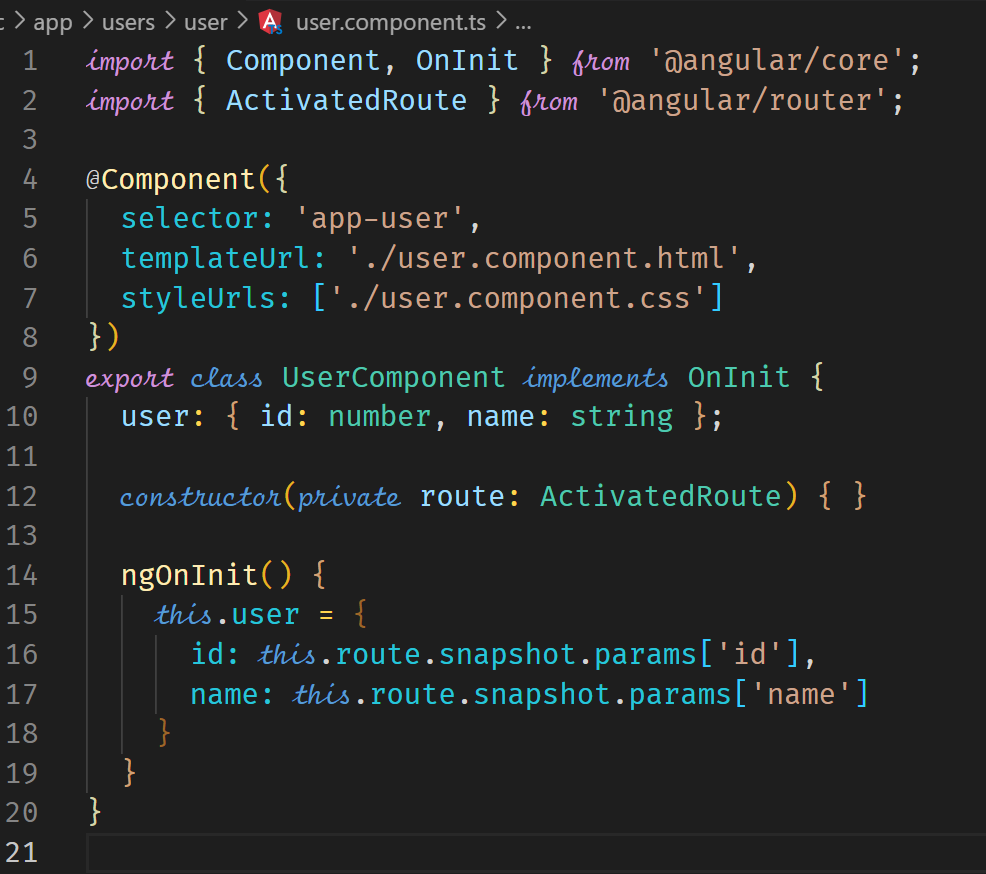 c > app > users > user > user.component.ts > ...
1 import { Component, OnInit } from '@angular/core';
2 import { ActivatedRoute } from '@angular/router';
3
4 @Component({
5   selector: 'app-user',
6   templateUrl: './user.component.html',
7   styleUrls: ['./user.component.css']
8 })
9 export class UserComponent implements OnInit {
10   user: { id: number, name: string };
11
12   constructor(private route: ActivatedRoute) { }
13
14   ngOnInit() {
15     this.user = {
16       id: this.route.snapshot.params['id'],
17       name: this.route.snapshot.params['name']
18     }
19   }
20 }
21